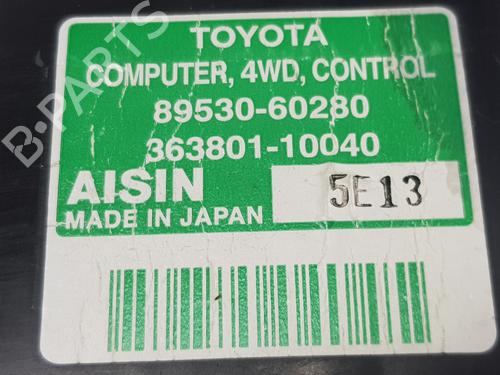 TOYOTA
COMPUTER, 4WD, CONTROL
89530-60280
363801-10040
AISIN
5E13
MADE IN JAPAN
B-PARTS